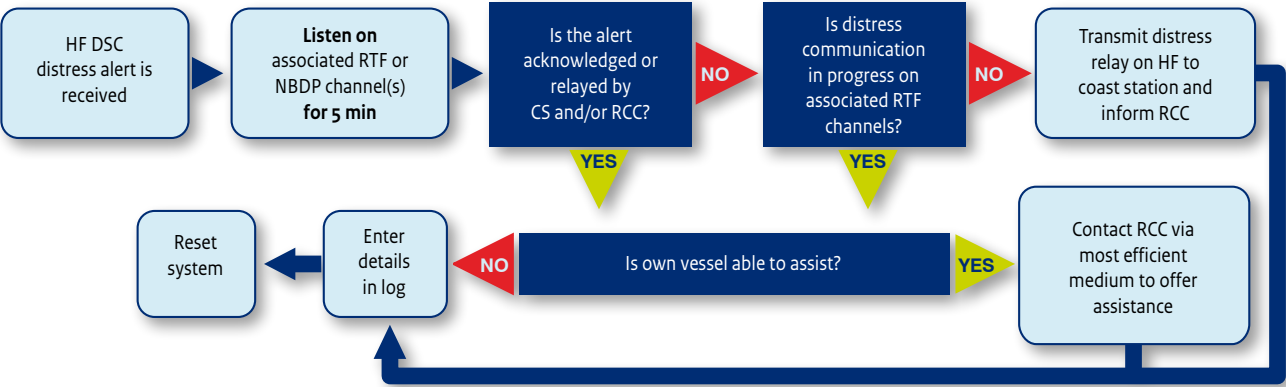 HF DSC
distress alert is
received
Listen on
associated RTF or
NBDP channel(s)
for 5 min
Is the alert
acknowledged or
relayed by
CS and/or RCC?
NO
Is distress
communication
in progress on
associated RTF
channels?
NO
Transmit distress
relay on HF to
coast station and
inform RCC
YES
YES
Reset
system
Enter
details
in log
NO
Is own vessel able to assist?
YES
Contact RCC via
most efficient
medium to offer
assistance